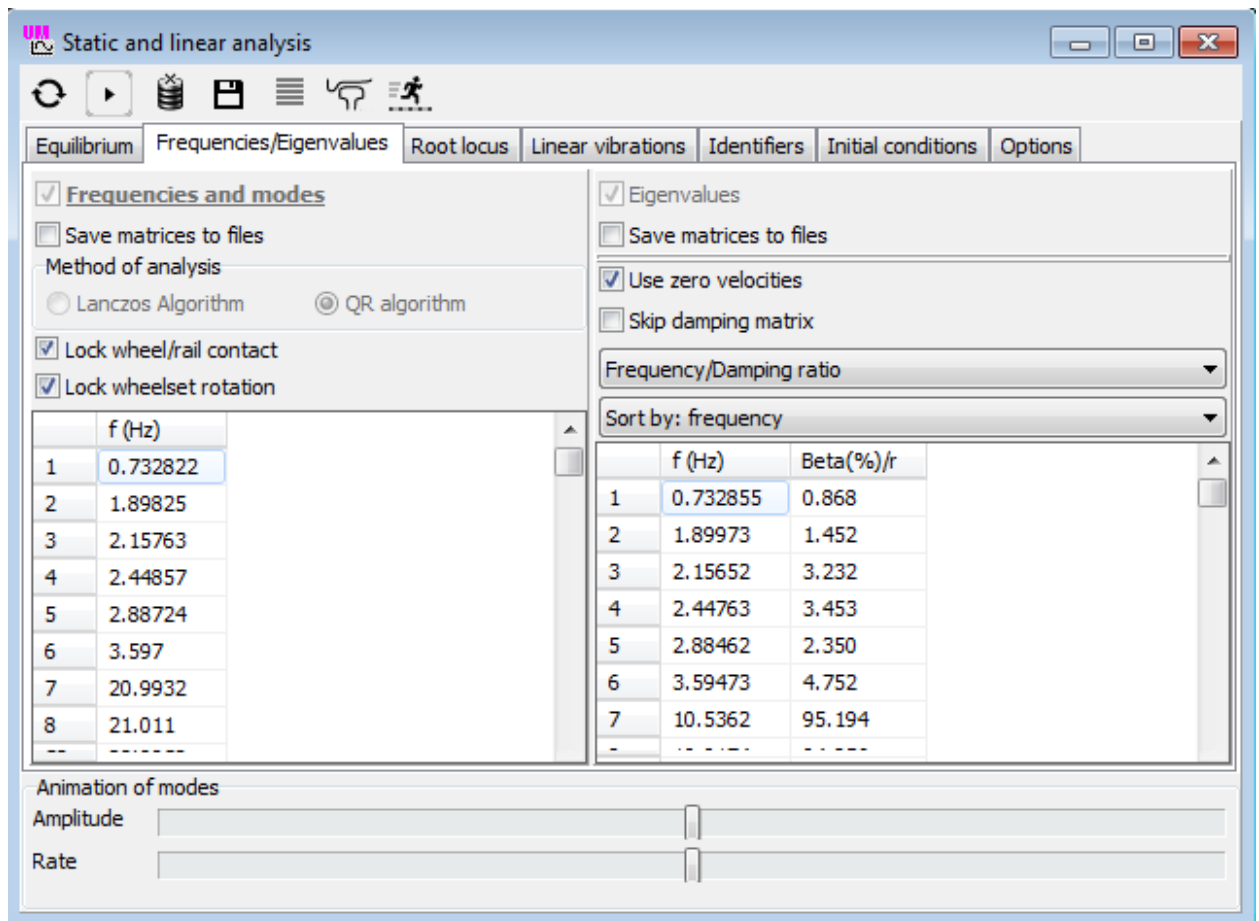 UM Static and linear analysis
Equilibrium Frequencies/Eigenvalues Root locus Linear vibrations Identifiers Initial conditions Options
Frequencies and modes
Save matrices to files
Method of analysis
Lanczos Algorithm QR algorithm
Lock wheel/rail contact
Lock wheelset rotation
f (Hz)
1 0.732822
2 1.89825
3 2.15763
4 2.44857
5 2.88724
6 3.597
7 20.9932
8 21.011
Eigenvalues
Save matrices to files
Use zero velocities
Skip damping matrix
Frequency/Damping ratio
Sort by: frequency
f (Hz) Beta(%)/r
1 0.732855 0.868
2 1.89973 1.452
3 2.15652 3.232
4 2.44763 3.453
5 2.88462 2.350
6 3.59473 4.752
7 10.5362 95.194
Animation of modes
Amplitude
Rate